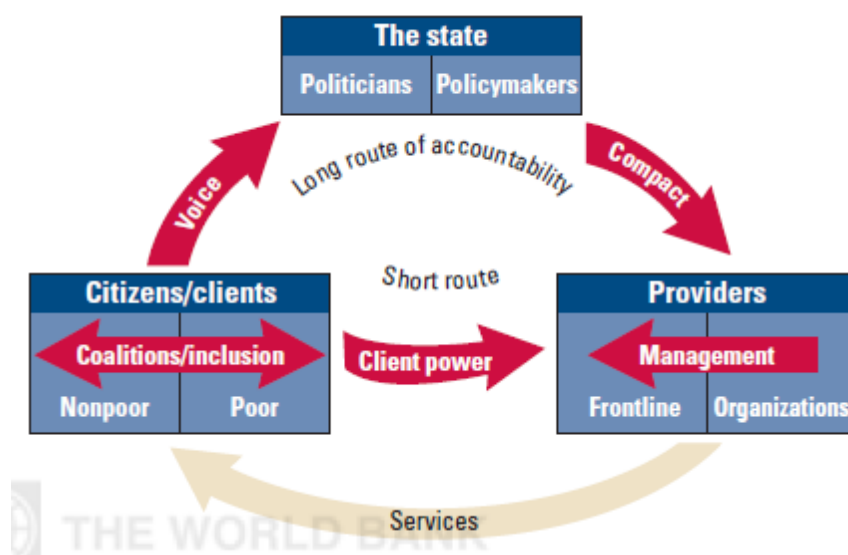 The state
Politicians
Policymakers
Long route of accountability
Voice
Compact
Short route
Citizens/clients
Coalitions/inclusion
Nonpoor
Poor
Client power
Providers
Management
Frontline
Organizations
Services
THE WORLD BANK